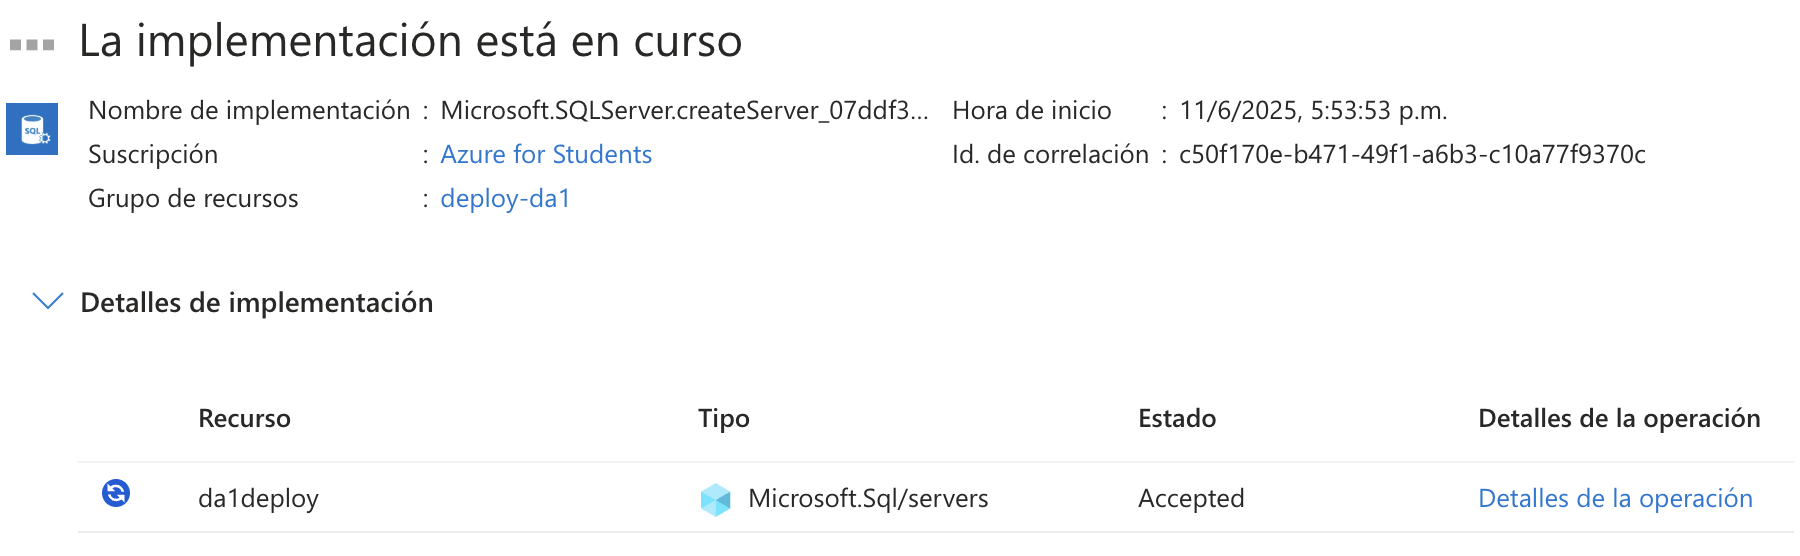 La implementación está en curso
Nombre de implementación : Microsoft.SQLServer.createServer_07ddf3... Hora de inicio : 11/6/2025, 5:53:53 p.m.
Suscripción : Azure for Students Id. de correlación : c50f170e-b471-49f1-a6b3-c10a77f9370c
Grupo de recursos : deploy-da1
Detalles de implementación
Recurso Tipo Estado Detalles de la operación
da1deploy Microsoft.Sql/servers Accepted Detalles de la operación
SQL